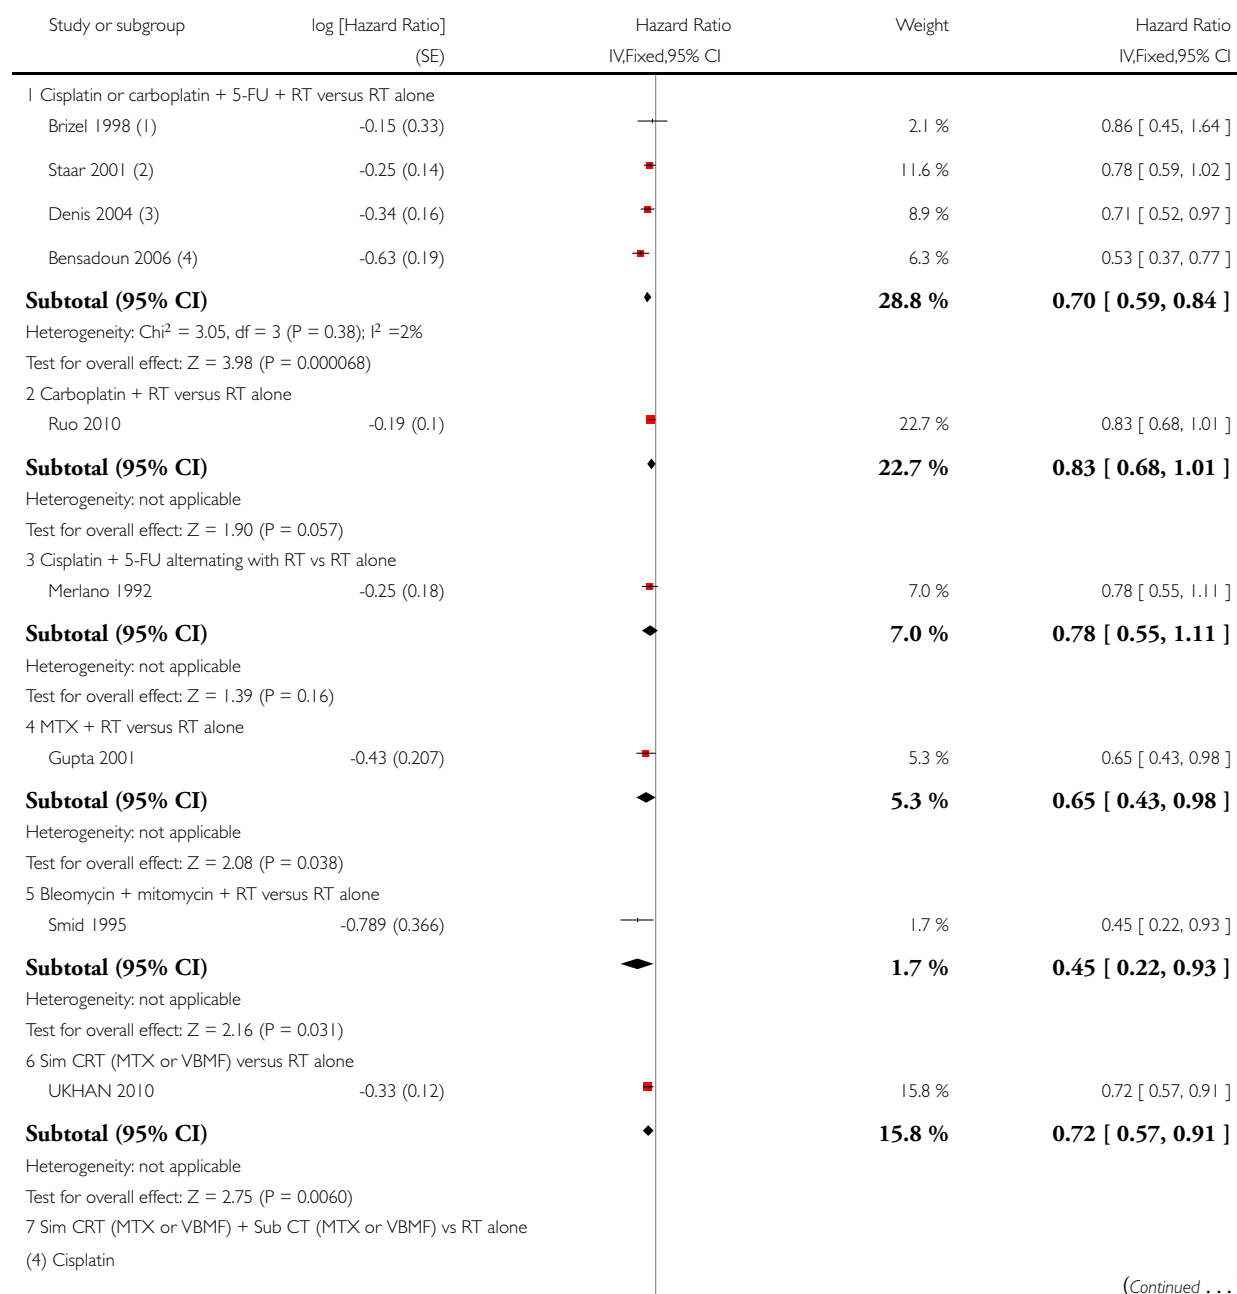 Study or subgroup log [Hazard Ratio] Hazard Ratio Weight Hazard Ratio
(SE) IV,Fixed,95% CI IV,Fixed,95% CI
1 Cisplatin or carboplatin + 5-FU + RT versus RT alone
Brizel 1998 (1) -0.15 (0.33) 2.1 % 0.86 [ 0.45, 1.64 ]
Staar 2001 (2) -0.25 (0.14) 11.6 % 0.78 [ 0.59, 1.02 ]
Denis 2004 (3) -0.34 (0.16) 8.9 % 0.71 [ 0.52, 0.97 ]
Bensadoun 2006 (4) -0.63 (0.19) 6.3 % 0.53 [ 0.37, 0.77 ]
Subtotal (95% CI) 28.8 % 0.70 [ 0.59, 0.84 ]
Heterogeneity: Chi² = 3.05, df = 3 (P = 0.38); I² =2%
Test for overall effect: Z = 3.98 (P = 0.000068)
2 Carboplatin + RT versus RT alone
Ruo 2010 -0.19 (0.1) 22.7 % 0.83 [ 0.68, 1.01 ]
Subtotal (95% CI) 22.7 % 0.83 [ 0.68, 1.01 ]
Heterogeneity: not applicable
Test for overall effect: Z = 1.90 (P = 0.057)
3 Cisplatin + 5-FU alternating with RT vs RT alone
Merlano 1992 -0.25 (0.18) 7.0 % 0.78 [ 0.55, 1.11 ]
Subtotal (95% CI) 7.0 % 0.78 [ 0.55, 1.11 ]
Heterogeneity: not applicable
Test for overall effect: Z = 1.39 (P = 0.16)
4 MTX + RT versus RT alone
Gupta 2001 -0.43 (0.207) 5.3 % 0.65 [ 0.43, 0.98 ]
Subtotal (95% CI) 5.3 % 0.65 [ 0.43, 0.98 ]
Heterogeneity: not applicable
Test for overall effect: Z = 2.08 (P = 0.038)
5 Bleomycin + mitomycin + RT versus RT alone
Smid 1995 -0.789 (0.366) 1.7 % 0.45 [ 0.22, 0.93 ]
Subtotal (95% CI) 1.7 % 0.45 [ 0.22, 0.93 ]
Heterogeneity: not applicable
Test for overall effect: Z = 2.16 (P = 0.031)
6 Sim CRT (MTX or VBMF) versus RT alone
UKHAN 2010 -0.33 (0.12) 15.8 % 0.72 [ 0.57, 0.91 ]
Subtotal (95% CI) 15.8 % 0.72 [ 0.57, 0.91 ]
Heterogeneity: not applicable
Test for overall effect: Z = 2.75 (P = 0.0060)
7 Sim CRT (MTX or VBMF) + Sub CT (MTX or VBMF) vs RT alone
(4) Cisplatin
(Continued . . .